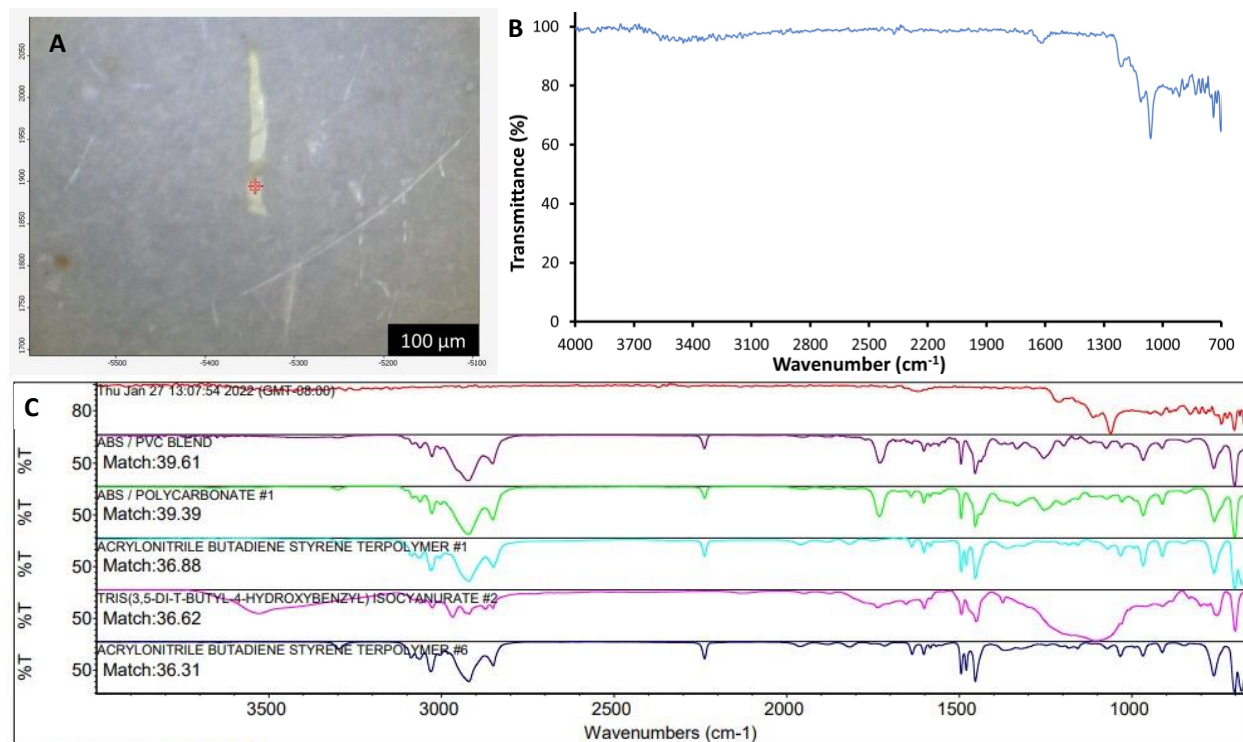 A
2050
2000
1950
1900
1850
1800
1750
1700
-5500
-5400
-5300
-5200
-5100
100 µm
B
Transmittance (%)
100
80
60
40
20
0
4000 3700 3400 3100 2800 2500 2200 1900 1600 1300 1000 700
Wavenumber (cm-1)
C
Thu Jan 27 13:07:54 2022 (GMT-08:00)
80
ABS / PVC BLEND
%T
50
Match:39.61
ABS / POLYCARBONATE #1
%T
50
Match:39.39
ACRYLONITRILE BUTADIENE STYRENE TERPOLYMER #1
%T
50
Match:36.88
TRIS(3,5-DI-T-BUTYL-4-HYDROXYBENZYL) ISOCYANURATE #2
%T
50
Match:36.62
ACRYLONITRILE BUTADIENE STYRENE TERPOLYMER #6
%T
50
Match:36.31
3500 3000 2500 2000 1500 1000
Wavenumbers (cm-1)